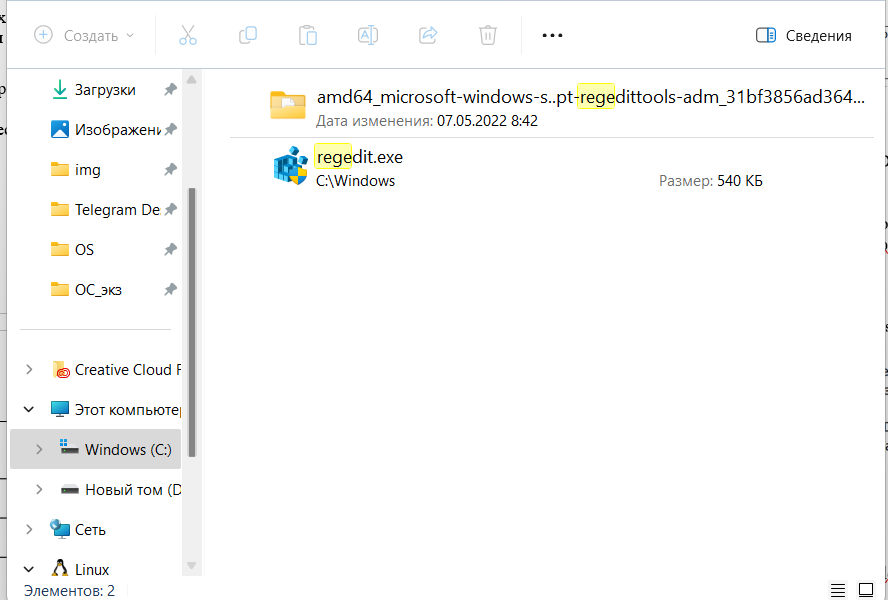 Создать
Сведения
Загрузки
Изображени
img
Telegram De
OS
ОС_экз
Creative Cloud F
Этот компьютер
Windows (C:)
Новый том (D
Сеть
Linux
amd64_microsoft-windows-s..pt-regedittools-adm_31bf3856ad364...
Дата изменения: 07.05.2022 8:42
regedit.exe
C:\Windows
Размер: 540 КБ
Элементов: 2